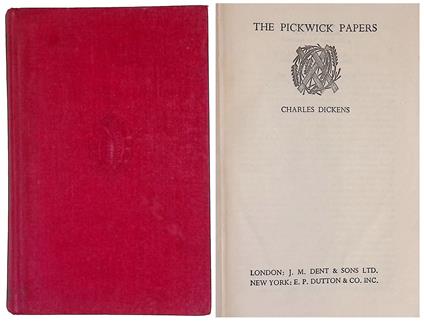 THE PICKWICK PAPERS
CHARLES DICKENS
LONDON: J. M. DENT & SONS LTD.
NEW YORK: E. P. DUTTON & CO. INC.